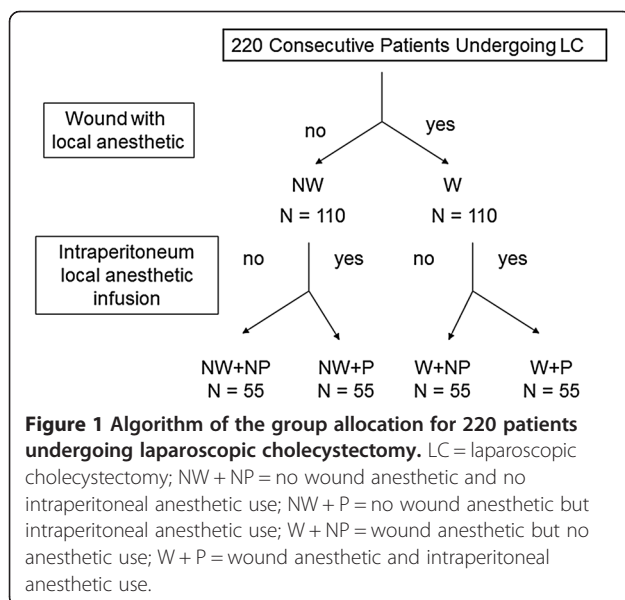 220 Consecutive Patients Undergoing LC
Wound with
local anesthetic
no
yes
NW
W
N = 110
N = 110
Intraperitoneum
local anesthetic
infusion
no
yes
no
yes
NW+NP
NW+P
W+NP
W+P
N = 55
N = 55
N = 55
N = 55
Figure 1 Algorithm of the group allocation for 220 patients
undergoing laparoscopic cholecystectomy. LC = laparoscopic
cholecystectomy; NW + NP = no wound anesthetic and no
intraperitoneal anesthetic use; NW + P = no wound anesthetic but
intraperitoneal anesthetic use; W + NP = wound anesthetic but no
anesthetic use; W + P = wound anesthetic and intraperitoneal
anesthetic use.